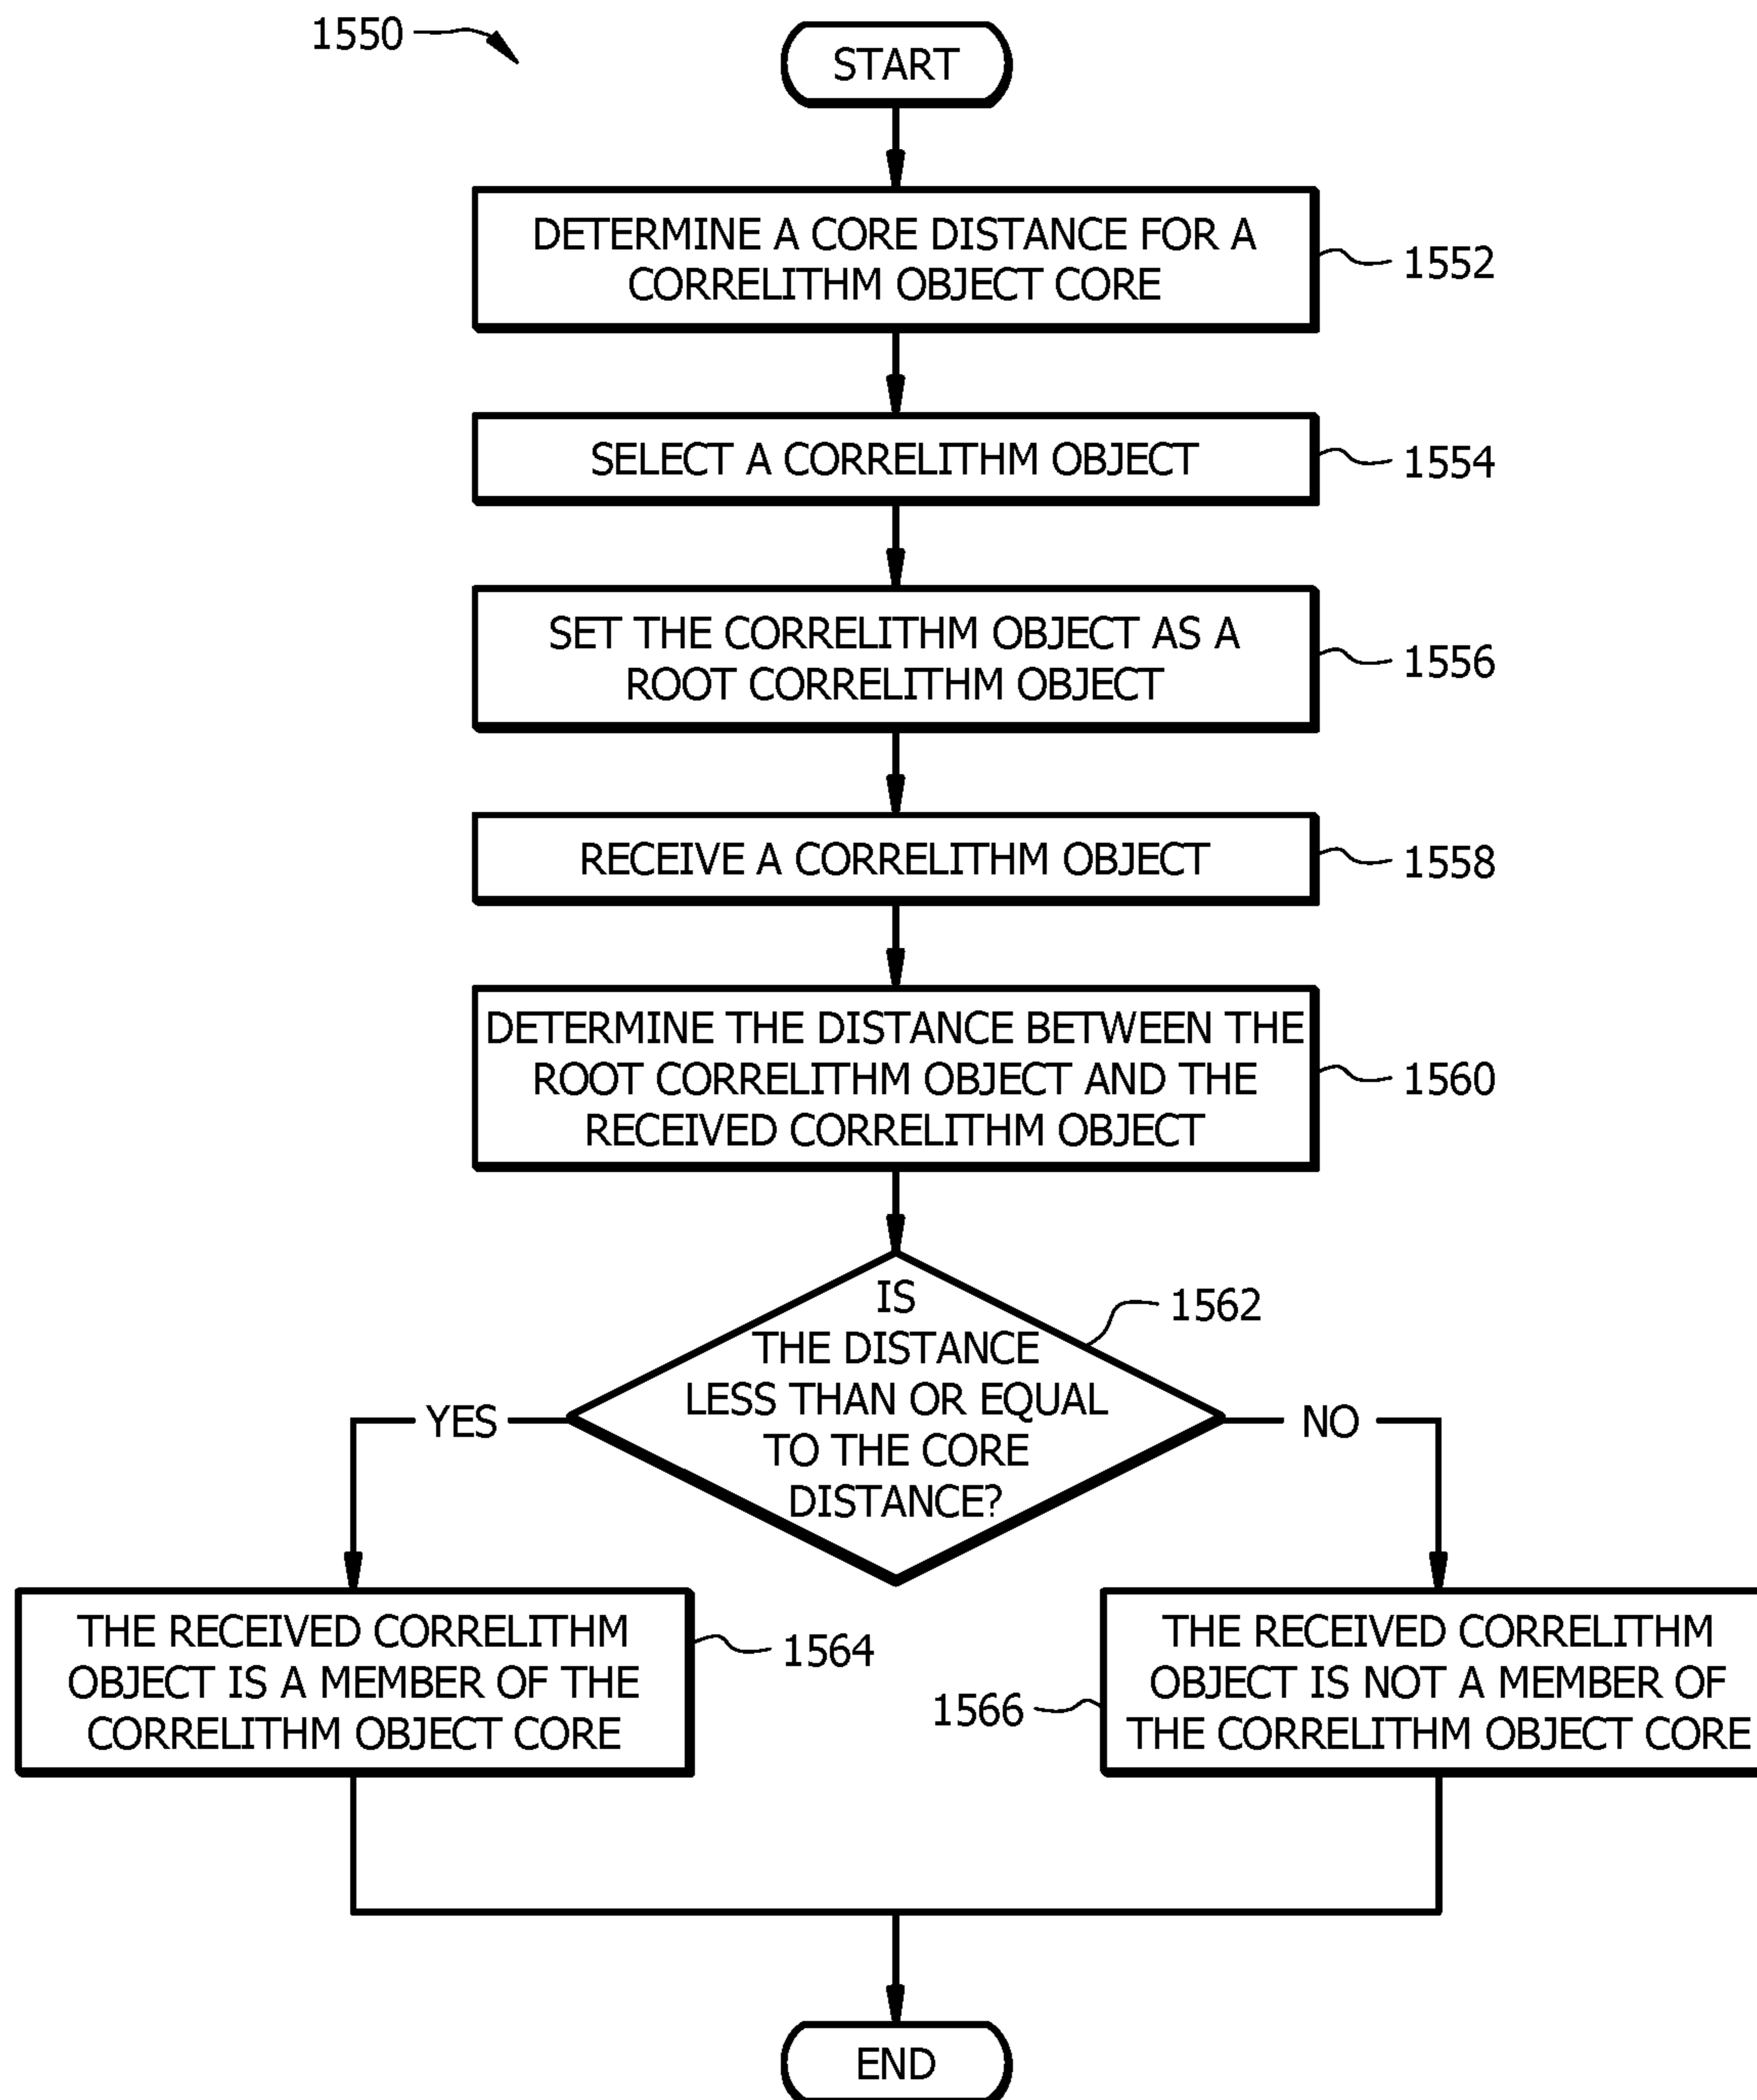 1550
START
DETERMINE A CORE DISTANCE FOR A
CORRELITHM OBJECT CORE
1552
SELECT A CORRELITHM OBJECT
1554
SET THE CORRELITHM OBJECT AS A
ROOT CORRELITHM OBJECT
1556
RECEIVE A CORRELITHM OBJECT
1558
DETERMINE THE DISTANCE BETWEEN THE
ROOT CORRELITHM OBJECT AND THE
RECEIVED CORRELITHM OBJECT
1560
IS
THE DISTANCE
LESS THAN OR EQUAL
TO THE CORE
DISTANCE?
1562
YES
NO
THE RECEIVED CORRELITHM
OBJECT IS A MEMBER OF THE
CORRELITHM OBJECT CORE
1564
1566
THE RECEIVED CORRELITHM
OBJECT IS NOT A MEMBER OF
THE CORRELITHM OBJECT CORE
END